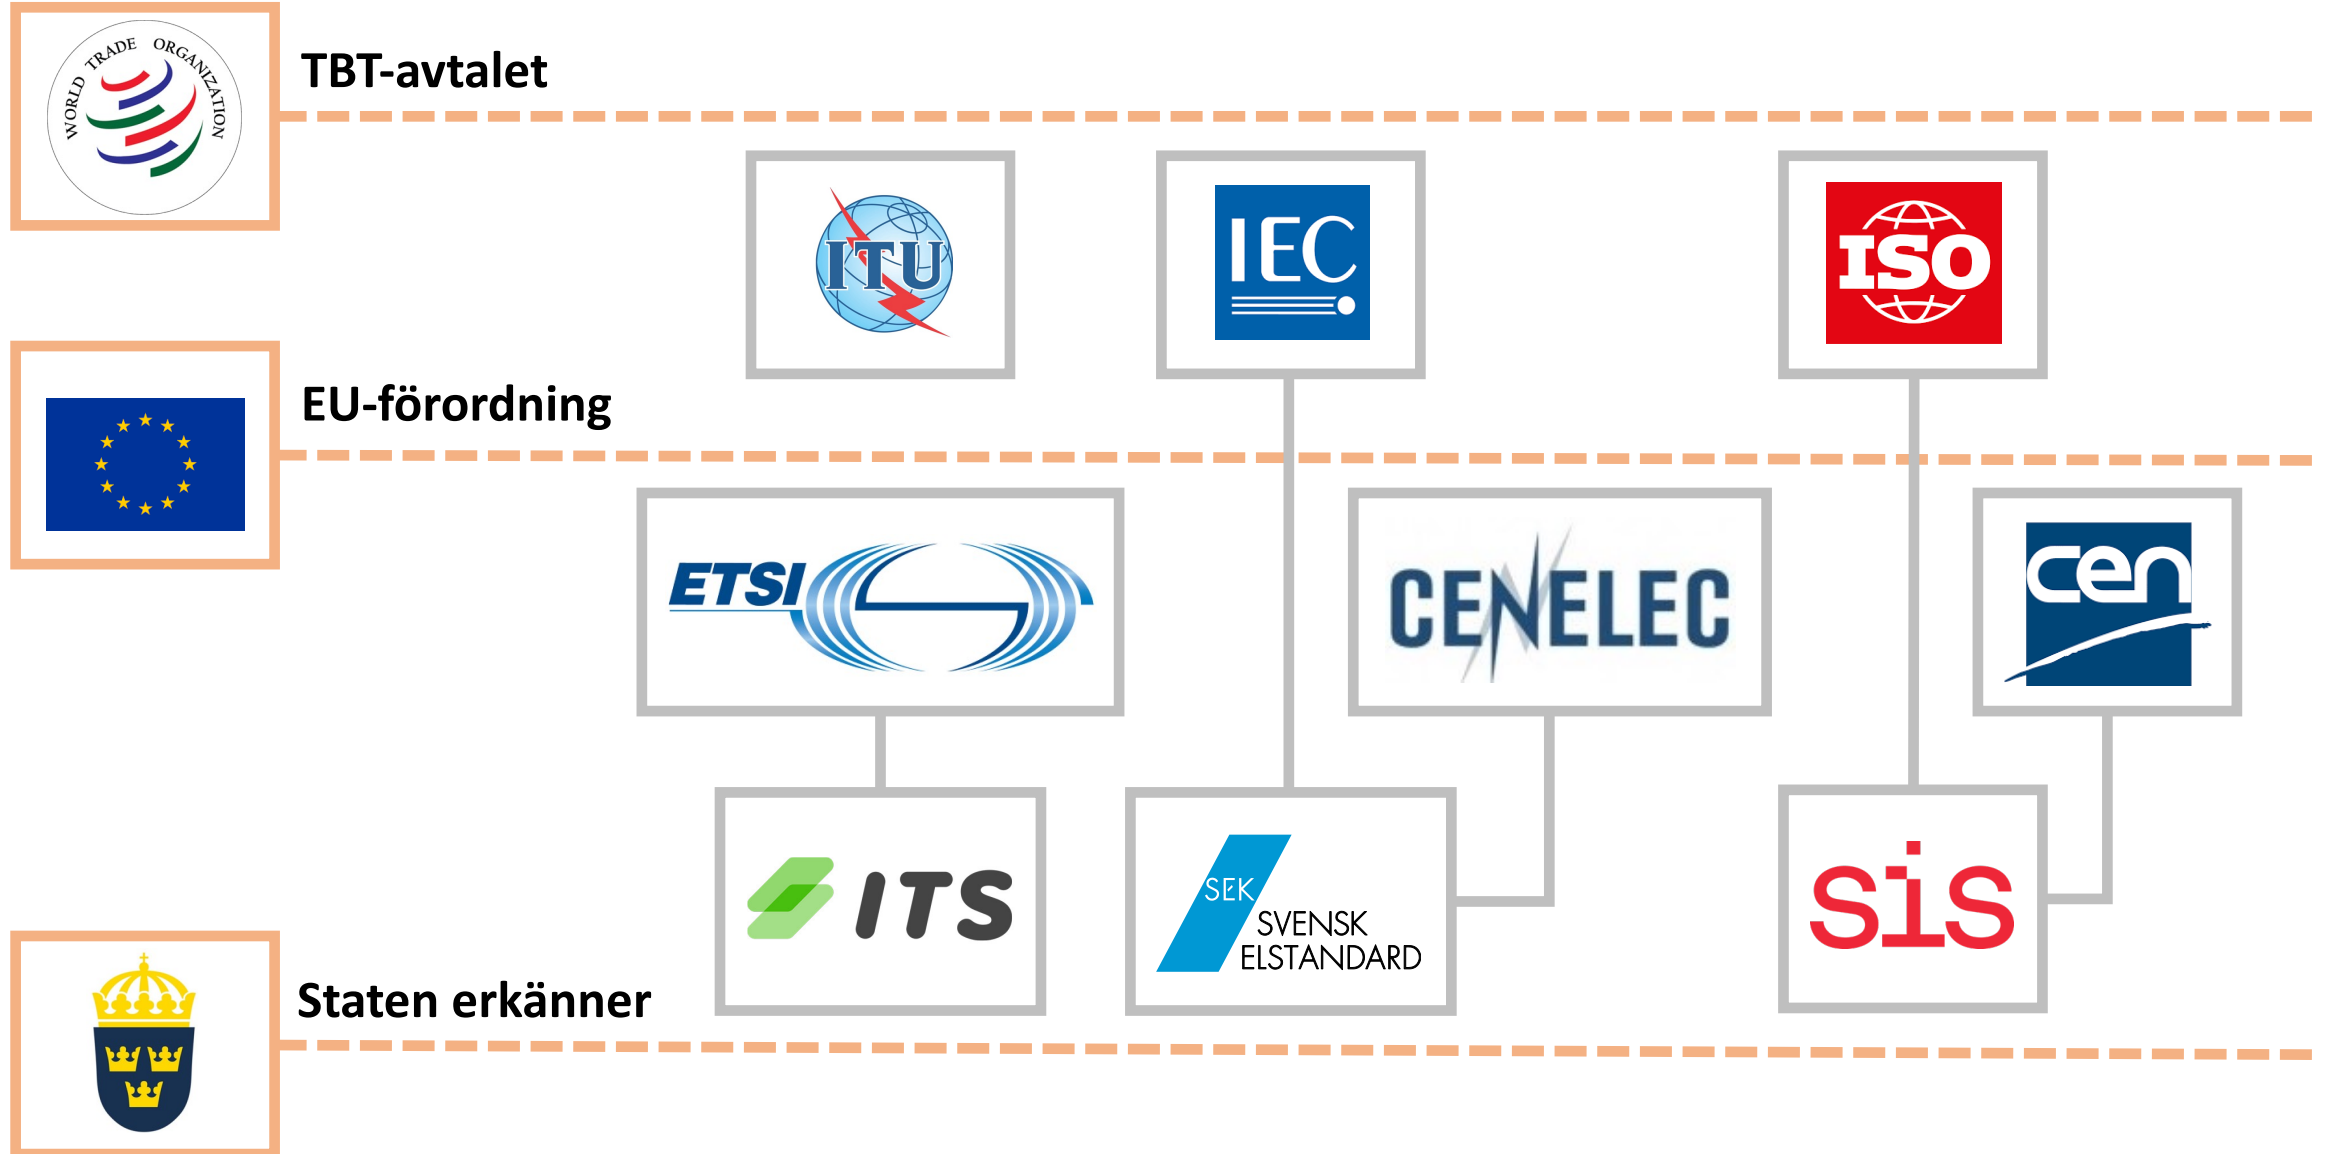 WORLD TRADE ORGANIZATION
TBT-avtalet
ITU
IEC
ISO
EU-förordning
ETSI
CENELEC
cen
ITS
SEK
SVENSK
ELSTANDARD
sis
Staten erkänner